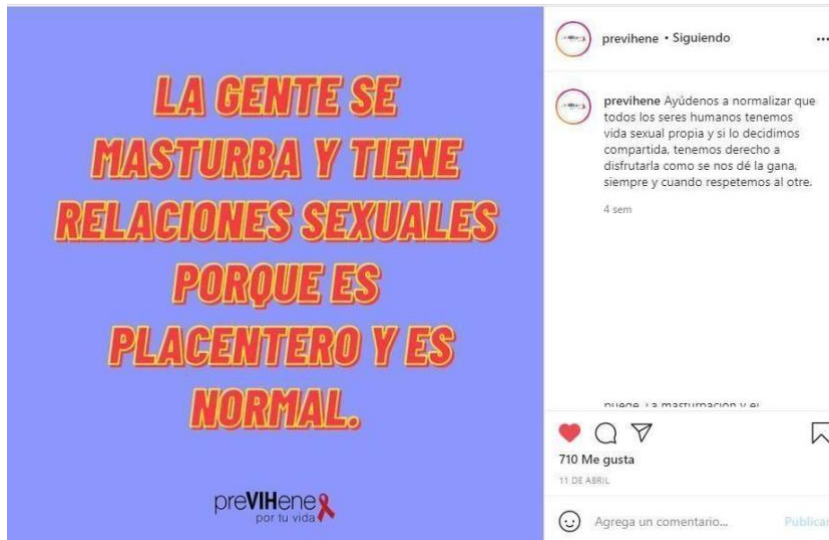 LA GENTE SE
MASTURBA Y TIENE
RELACIONES SEXUALES
PORQUE ES
PLACENTERO Y ES
NORMAL.
preVIHene
por tu vida
previhene • Siguiendo
previhene Ayúdenos a normalizar que
todos los seres humanos tenemos
vida sexual propia y si lo decidimos
compartida, tenemos derecho a
disfrutarla como se nos dé la gana,
siempre y cuando respetemos al otre.
4 sem
710 Me gusta
11 DE ABRIL
Agrega un comentario... Publicar